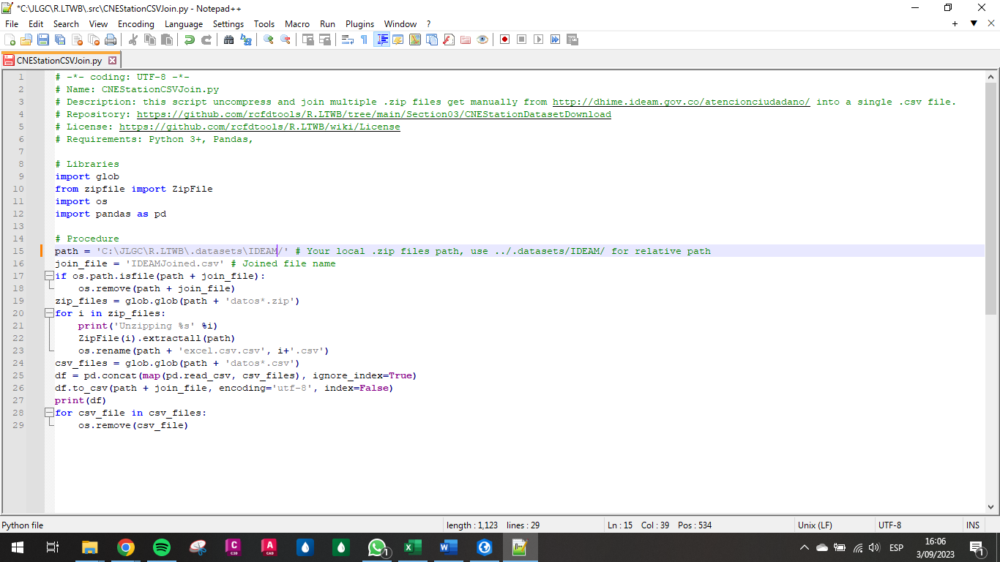 *C:\JLGC\R.LTWB\.src\CNEStationCSVJoin.py - Notepad++
File Edit Search View Encoding Language Settings Tools Macro Run Plugins Window ? + ▼ X
CNEStationCSVJoin.py
1 # -*- coding: UTF-8 -*-
2 # Name: CNEStationCSVJoin.py
3 # Description: this script uncompress and join multiple .zip files get manually from http://dhime.ideam.gov.co/atencionciudadano/ into a single .csv file.
4 # Repository: https://github.com/rcfdtools/R.LTWB/tree/main/Section03/CNEStationDatasetDownload
5 # License: https://github.com/rcfdtools/R.LTWB/wiki/License
6 # Requirements: Python 3+, Pandas,
7
8 # Libraries
9 import glob
10 from zipfile import ZipFile
11 import os
12 import pandas as pd
13
14 # Procedure
15 path = 'C:\JLGC\R.LTWB\.datasets\IDEAM/' # Your local .zip files path, use ../.datasets/IDEAM/ for relative path
16 join_file = 'IDEAMJoined.csv' # Joined file name
17 if os.path.isfile(path + join_file):
18     os.remove(path + join_file)
19 zip_files = glob.glob(path + 'datos*.zip')
20 for i in zip_files:
21     print('Unzipping %s' %i)
22     ZipFile(i).extractall(path)
23     os.rename(path + 'excel.csv.csv', i+'.csv')
24 csv_files = glob.glob(path + 'datos*.csv')
25 df = pd.concat(map(pd.read_csv, csv_files), ignore_index=True)
26 df.to_csv(path + join_file, encoding='utf-8', index=False)
27 print(df)
28 for csv_file in csv_files:
29     os.remove(csv_file)
Python file length : 1,123 lines : 29 Ln : 15 Col : 39 Pos : 534 Unix (LF) UTF-8 INS
C C3D A CAD 1 X W ESP 16:06 1
3/09/2023